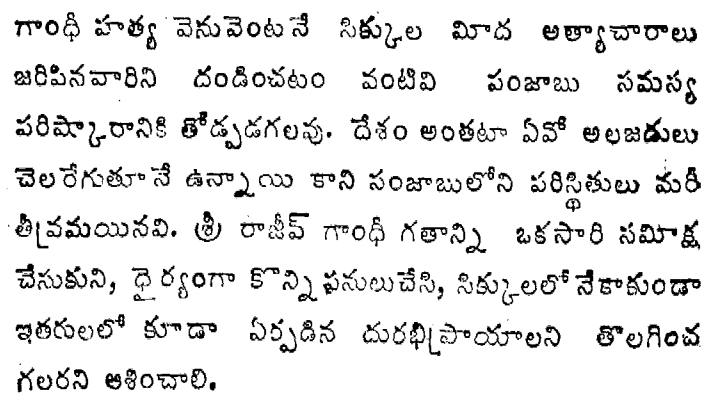 గాంధీ హత్య వెనువెంటనే సిక్కుల మీద అత్యాచారాలు
జరిపినవారిని దండించటం వంటివి పంజాబు సమస్య
పరిష్కారానికి తోడ్పడగలవు. దేశం అంతటా ఏవో అలజడులు
చెలరేగుతూనే ఉన్నాయి కాని పంజాబులోని పరిస్థితులు మరీ
తీవ్రమయినవి. శ్రీ రాజీవ్ గాంధీ గతాన్ని ఒకసారి సమీక్ష
చేసుకుని, ధైర్యంగా కొన్ని పనులుచేసి, సిక్కులలోనేకాకుండా
ఇతరులలో కూడా ఏర్పడిన దురభిప్రాయాలని తొలగించ
గలరని ఆశించాలి.